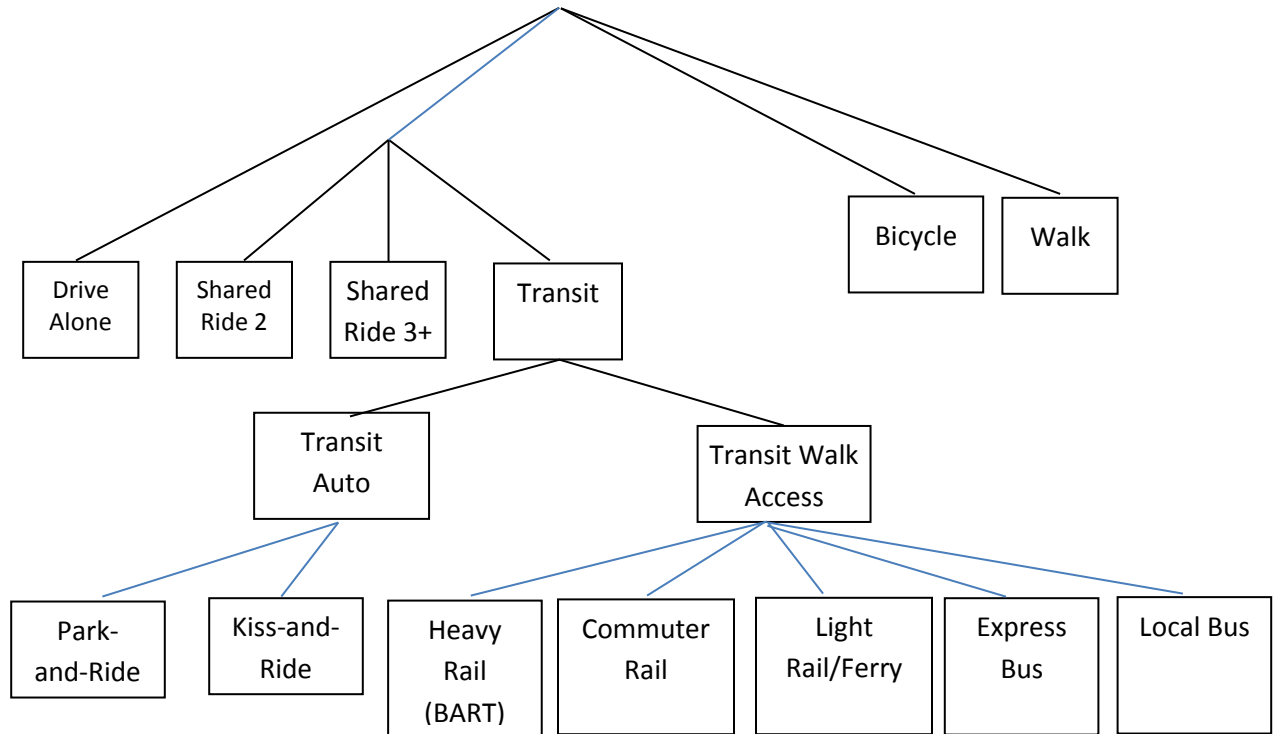 Bicycle
Walk
Drive
Alone
Shared
Ride 2
Shared
Ride 3+
Transit
Transit
Auto
Transit Walk
Access
Park-
and-Ride
Kiss-and-
Ride
Heavy
Rail
(BART)
Commuter
Rail
Light
Rail/Ferry
Express
Bus
Local Bus